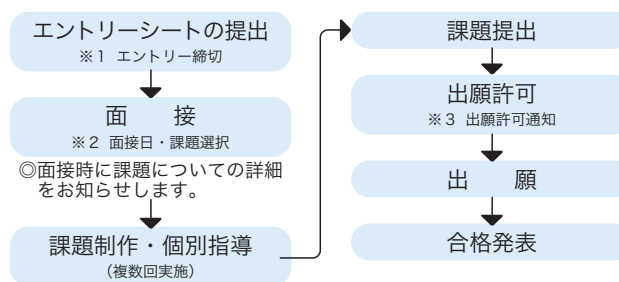 エントリーシートの提出
※1 エントリー締切
面　接
※2 面接日・課題選択
◎面接時に課題についての詳細
をお知らせします。
課題制作・個別指導
(複数回実施)
課題提出
出願許可
※3 出願許可通知
出　願
合格発表